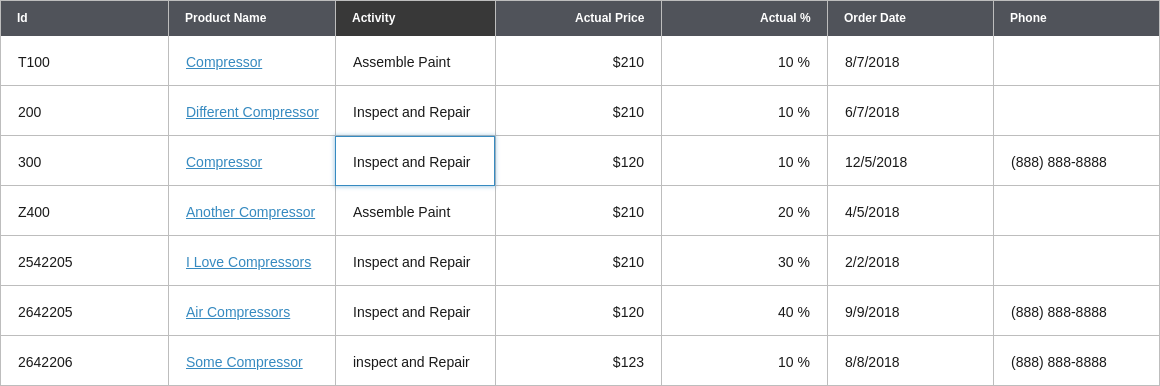 Id Product Name Activity Actual Price Actual % Order Date Phone
T100 Compressor Assemble Paint $210 10 % 8/7/2018
200 Different Compressor Inspect and Repair $210 10 % 6/7/2018
300 Compressor Inspect and Repair $120 10 % 12/5/2018 (888) 888-8888
Z400 Another Compressor Assemble Paint $210 20 % 4/5/2018
2542205 I Love Compressors Inspect and Repair $210 30 % 2/2/2018
2642205 Air Compressors Inspect and Repair $120 40 % 9/9/2018 (888) 888-8888
2642206 Some Compressor inspect and Repair $123 10 % 8/8/2018 (888) 888-8888